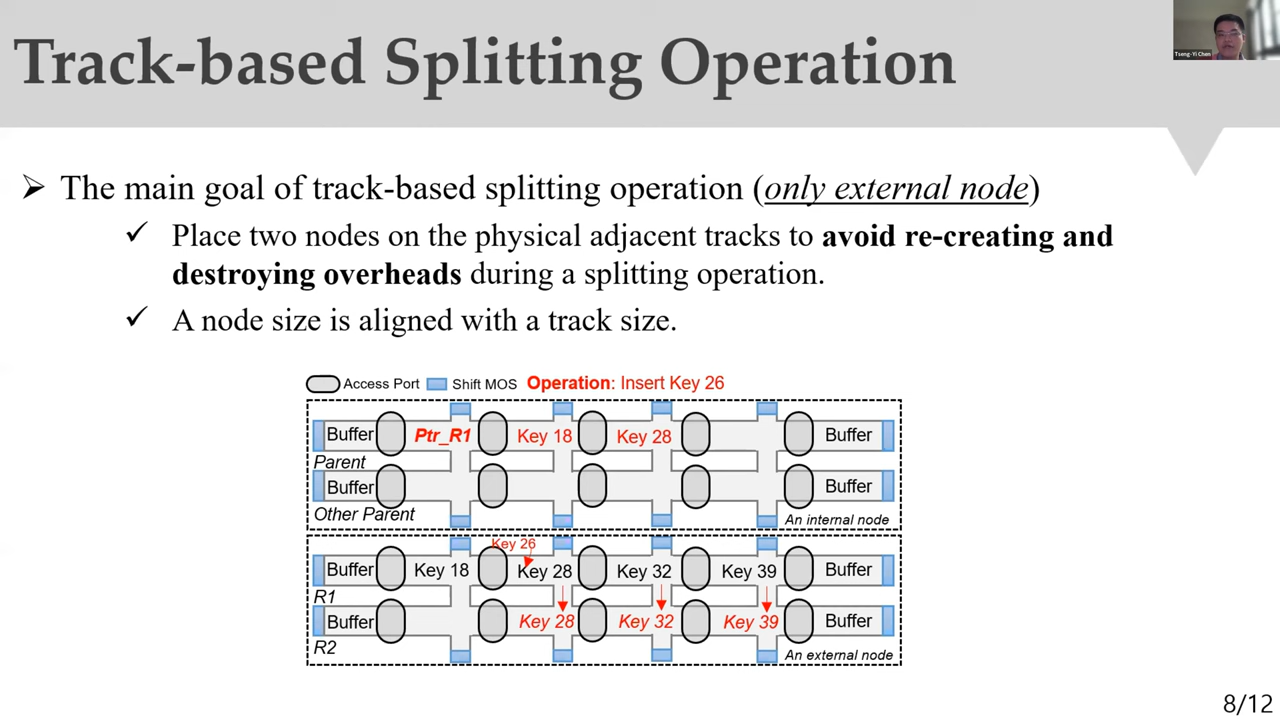 Track-based Splitting Operation
Tseng-Yi Chen
➢ The main goal of track-based splitting operation (only external node)
✓ Place two nodes on the physical adjacent tracks to avoid re-creating and
destroying overheads during a splitting operation.
✓ A node size is aligned with a track size.
Access Port Shift MOS Operation: Insert Key 26
Buffer Ptr_R1 Key 18 Key 28 Buffer
Parent
Buffer Buffer
Other Parent An internal node
Key 26
Buffer Key 18 Key 28 Key 32 Key 39 Buffer
R1
Buffer Key 28 Key 32 Key 39 Buffer
R2 An external node
8/12